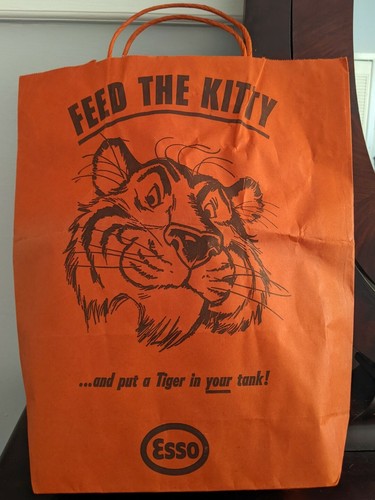 FEED THE KITTY
...and put a Tiger in your tank!
Esso